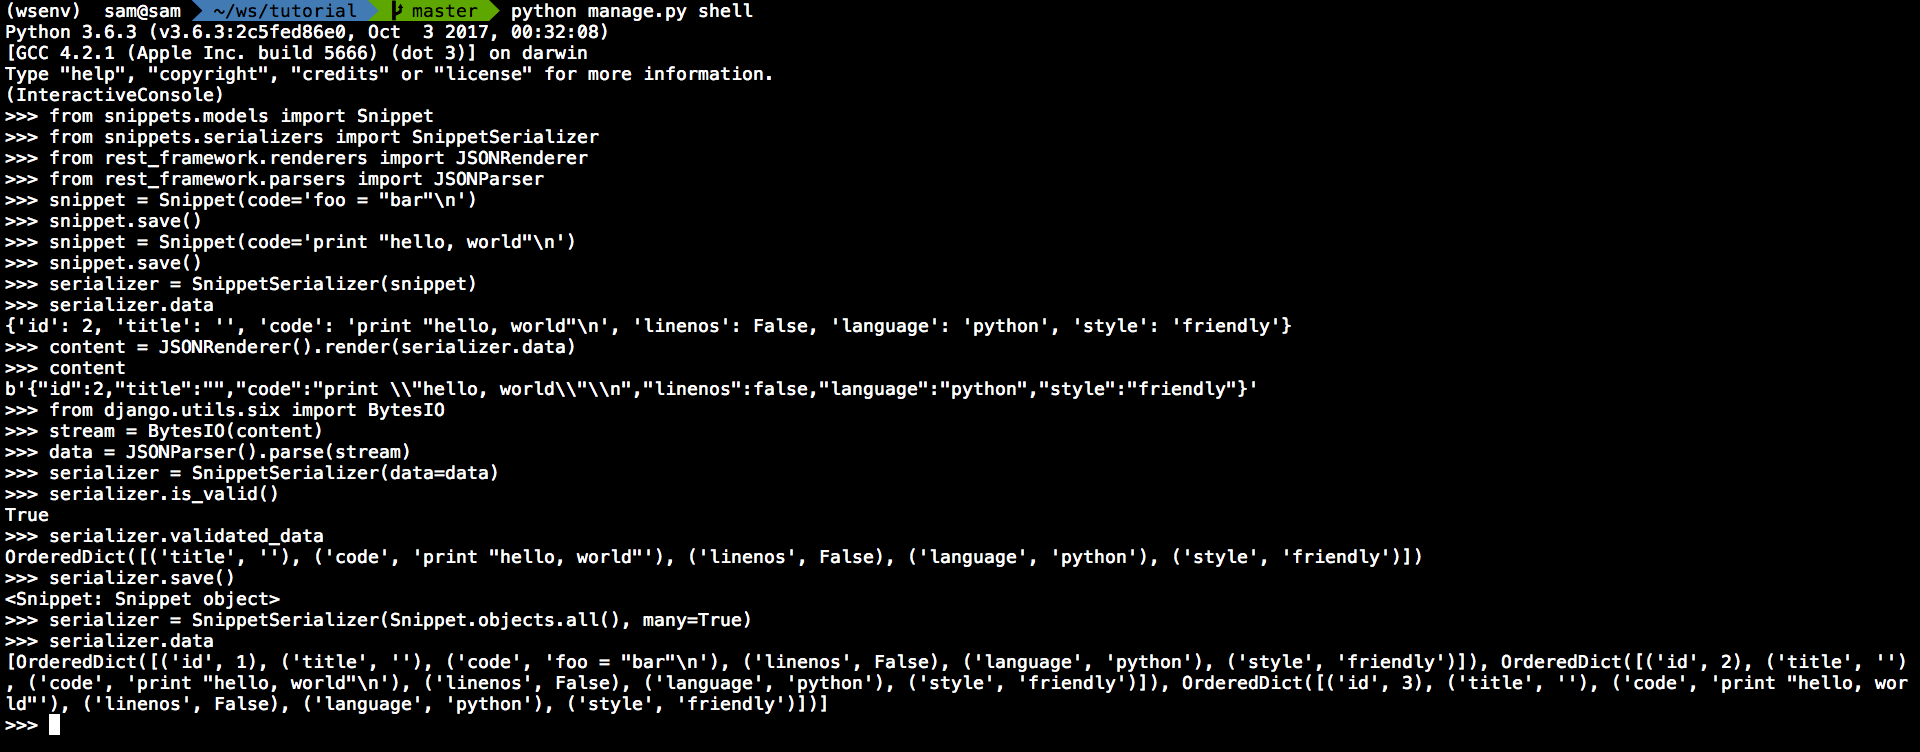 (wsenv)  sam@sam  ~/ws/tutorial  master  python manage.py shell
Python 3.6.3 (v3.6.3:2c5fed86e0, Oct  3 2017, 00:32:08)
[GCC 4.2.1 (Apple Inc. build 5666) (dot 3)] on darwin
Type "help", "copyright", "credits" or "license" for more information.
(InteractiveConsole)
>>> from snippets.models import Snippet
>>> from snippets.serializers import SnippetSerializer
>>> from rest_framework.renderers import JSONRenderer
>>> from rest_framework.parsers import JSONParser
>>> snippet = Snippet(code='foo = "bar"\n')
>>> snippet.save()
>>> snippet = Snippet(code='print "hello, world"\n')
>>> snippet.save()
>>> serializer = SnippetSerializer(snippet)
>>> serializer.data
{'id': 2, 'title': '', 'code': 'print "hello, world"\n', 'linenos': False, 'language': 'python', 'style': 'friendly'}
>>> content = JSONRenderer().render(serializer.data)
>>> content
b'{"id":2,"title":"","code":"print \\"hello, world\\"\\n","linenos":false,"language":"python","style":"friendly"}'
>>> from django.utils.six import BytesIO
>>> stream = BytesIO(content)
>>> data = JSONParser().parse(stream)
>>> serializer = SnippetSerializer(data=data)
>>> serializer.is_valid()
True
>>> serializer.validated_data
OrderedDict([('title', ''), ('code', 'print "hello, world"'), ('linenos', False), ('language', 'python'), ('style', 'friendly')])
>>> serializer.save()
<Snippet: Snippet object>
>>> serializer = SnippetSerializer(Snippet.objects.all(), many=True)
>>> serializer.data
[OrderedDict([('id', 1), ('title', ''), ('code', 'foo = "bar"\n'), ('linenos', False), ('language', 'python'), ('style', 'friendly')]), OrderedDict([('id', 2), ('title', '')
, ('code', 'print "hello, world"\n'), ('linenos', False), ('language', 'python'), ('style', 'friendly')]), OrderedDict([('id', 3), ('title', ''), ('code', 'print "hello, wor
ld"'), ('linenos', False), ('language', 'python'), ('style', 'friendly')])]
>>>